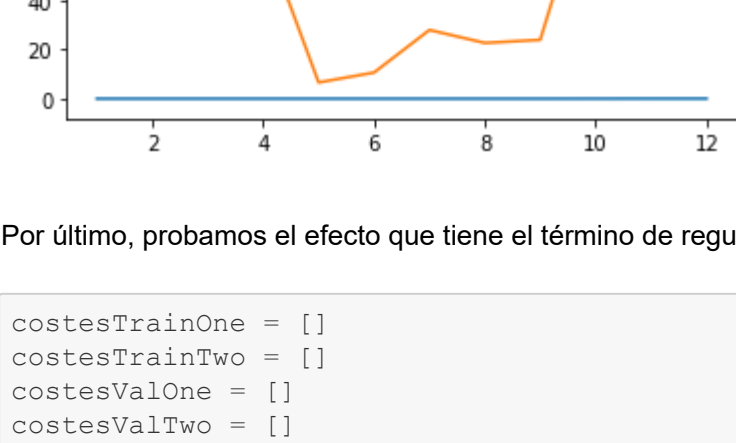 40
20
0
2 4 6 8 10 12
Por último, probamos el efecto que tiene el término de regu
costesTrainOne = []
costesTrainTwo = []
costesValOne = []
costesValTwo = []